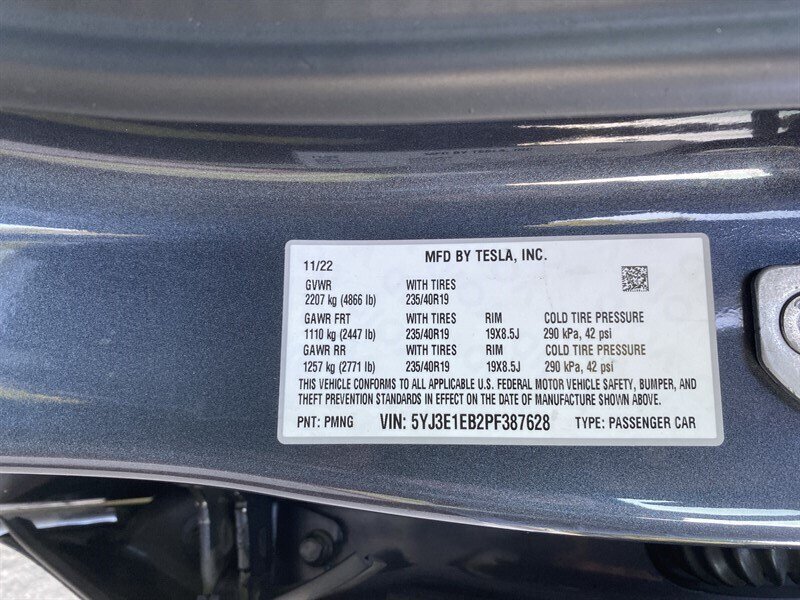 MFD BY TESLA, INC.
11/22
GVWR WITH TIRES
2207 kg (4866 lb) 235/40R19
GAWR FRT WITH TIRES RIM COLD TIRE PRESSURE
1110 kg (2447 lb) 235/40R19 19X8.5J 290 kPa, 42 psi
GAWR RR WITH TIRES RIM COLD TIRE PRESSURE
1257 kg (2771 lb) 235/40R19 19X8.5J 290 kPa, 42 psi
THIS VEHICLE CONFORMS TO ALL APPLICABLE U.S. FEDERAL MOTOR VEHICLE SAFETY, BUMPER, AND
THEFT PREVENTION STANDARDS IN EFFECT ON THE DATE OF MANUFACTURE SHOWN ABOVE.
PNT: PMNG VIN: 5YJ3E1EB2PF387628 TYPE: PASSENGER CAR